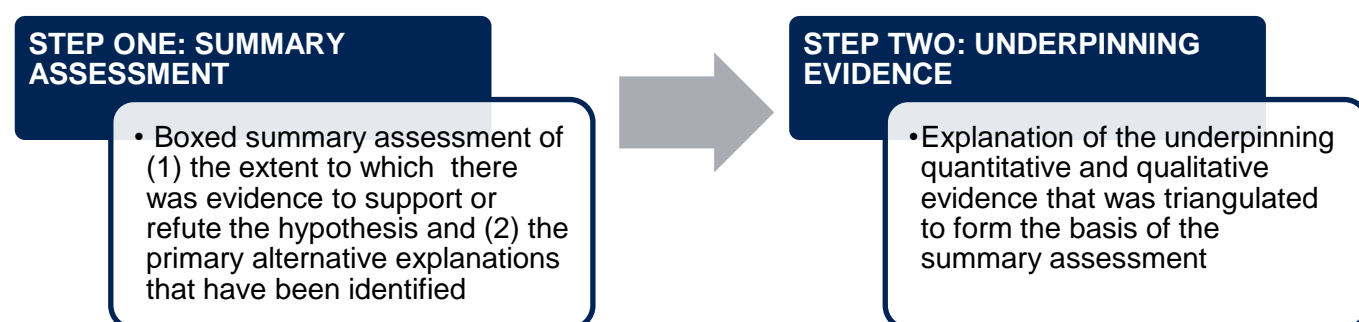 STEP ONE: SUMMARY
ASSESSMENT
• Boxed summary assessment of
(1) the extent to which there
was evidence to support or
refute the hypothesis and (2) the
primary alternative explanations
that have been identified
STEP TWO: UNDERPINNING
EVIDENCE
•Explanation of the underpinning
quantitative and qualitative
evidence that was triangulated
to form the basis of the
summary assessment